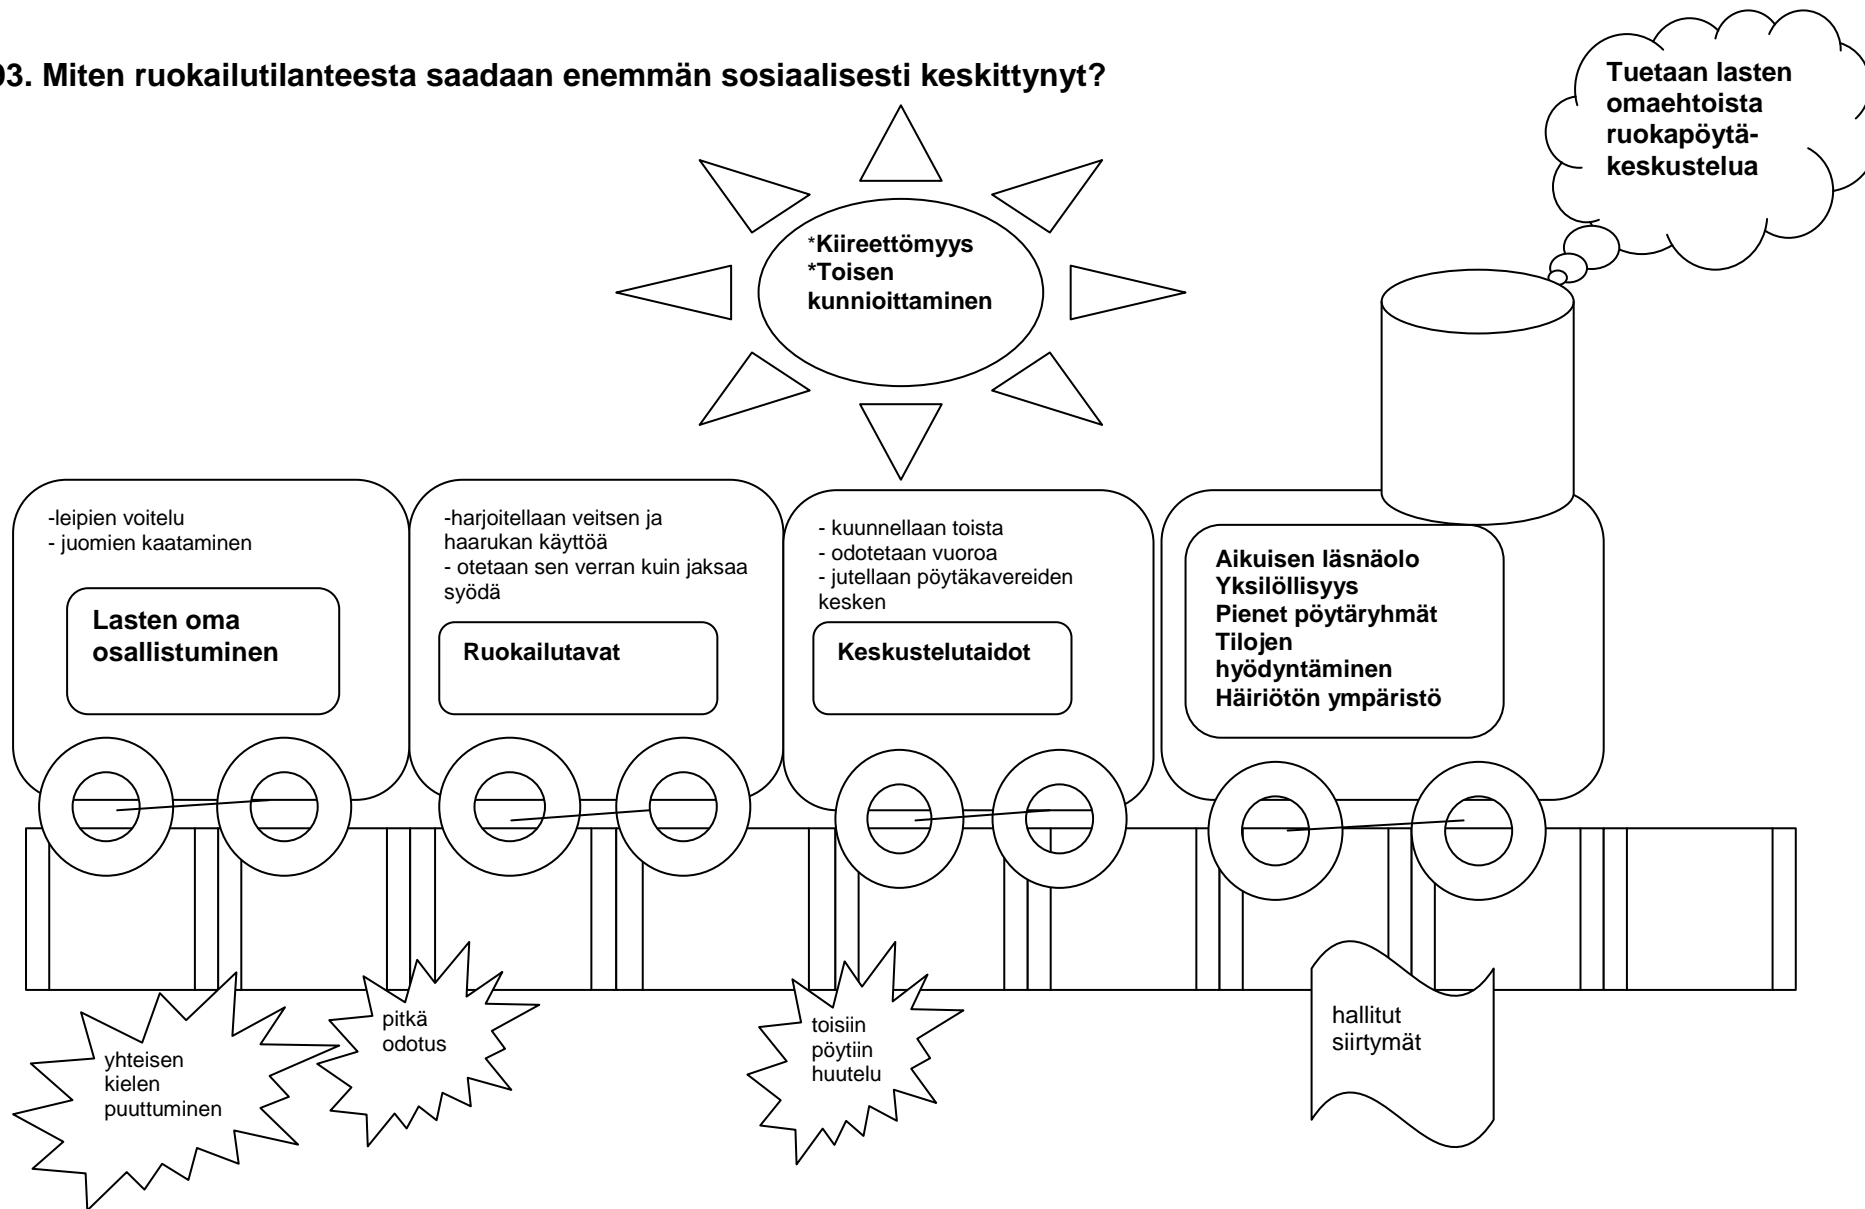 03. Miten ruokailutilanteesta saadaan enemmän sosiaalisesti keskittynyt?
Tuetaan lasten
omaehtoista
ruokapöytä-
keskustelua
*Kiireettömyys
*Toisen
kunnioittaminen
-leipien voitelu
- juomien kaataminen
Lasten oma
osallistuminen
-harjoitellaan veitsen ja
haarukan käyttöä
- otetaan sen verran kuin jaksaa
syödä
Ruokailutavat
- kuunnellaan toista
- odotetaan vuoroa
- jutellaan pöytäkavereiden
kesken
Keskustelutaidot
Aikuisen läsnäolo
Yksilöllisyys
Pienet pöytäryhmät
Tilojen
hyödyntäminen
Häiriötön ympäristö
yhteisen
kielen
puuttuminen
pitkä
odotus
toisiin
pöytiin
huutelu
hallitut
siirtymät